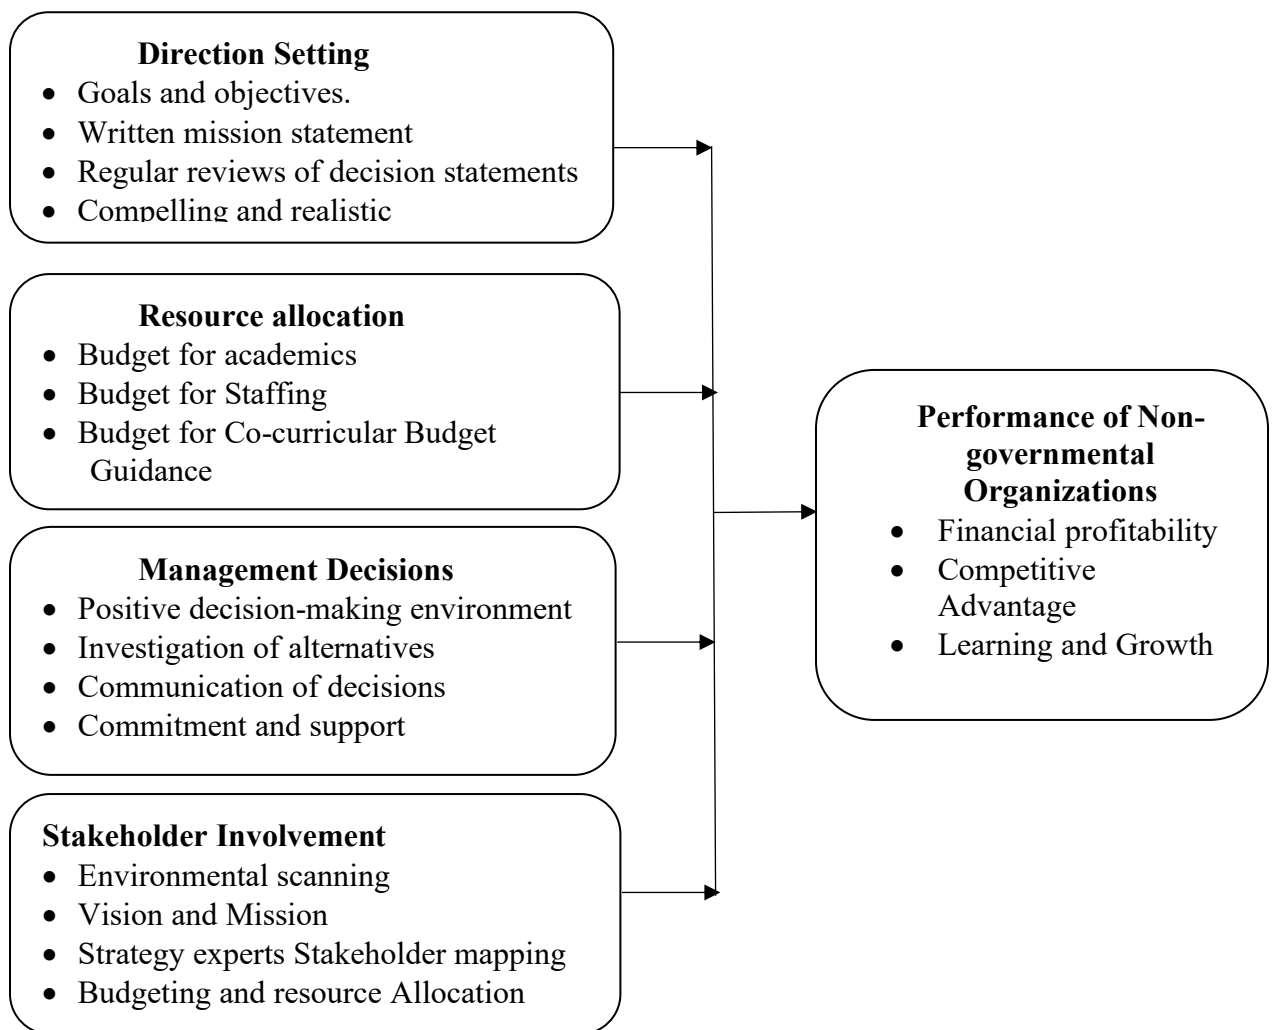 Direction Setting
• Goals and objectives.
• Written mission statement
• Regular reviews of decision statements
• Compelling and realistic
Resource allocation
• Budget for academics
• Budget for Staffing
• Budget for Co-curricular Budget
Guidance
Management Decisions
• Positive decision-making environment
• Investigation of alternatives
• Communication of decisions
• Commitment and support
Stakeholder Involvement
• Environmental scanning
• Vision and Mission
• Strategy experts Stakeholder mapping
• Budgeting and resource Allocation
Performance of Non-
governmental
Organizations
• Financial profitability
• Competitive
Advantage
• Learning and Growth